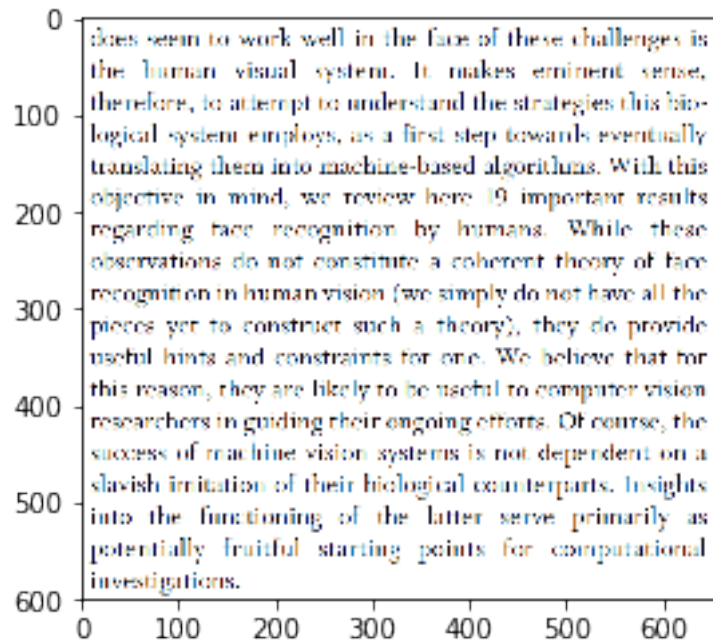 0
100
200
300
400
500
600
does seem to work well in the face of these challenges is
the human visual system. It makes eminent sense,
therefore, to attempt to understand the strategies this bio-
logical system employs, as a first step towards eventually
translating them into machine-based algorithms. With this
objective in mind, we review here 19 important results
regarding face recognition by humans. While these
observations do not constitute a coherent theory of face
recognition in human vision (we simply do not have all the
pieces yet to construct such a theory), they do provide
useful hints and constraints for one. We believe that for
this reason, they are likely to be useful to computer vision
researchers in guiding their ongoing efforts. Of course, the
success of machine vision systems is not dependent on a
slavish imitation of their biological counterparts. Insights
into the functioning of the latter serve primarily as
potentially fruitful starting points for computational
investigations.
0 100 200 300 400 500 600